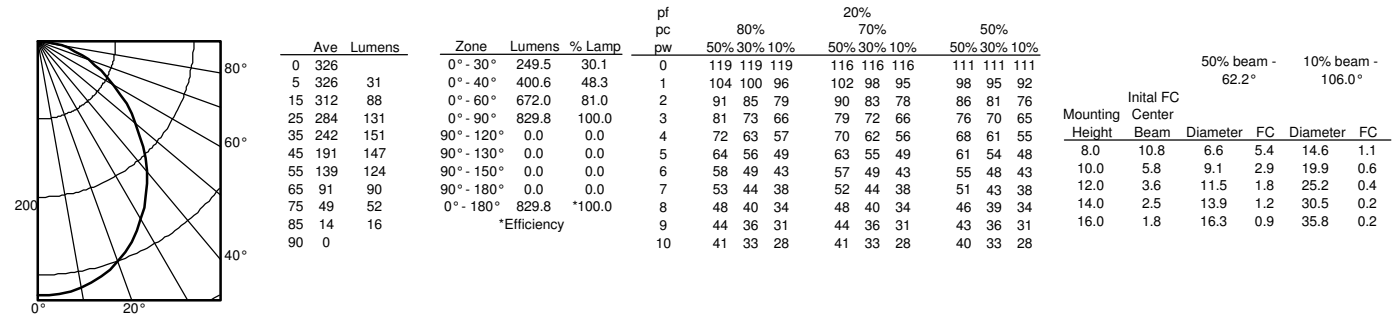 80°
60°
200
40°
0° 20°
Ave Lumens
0 326
5 326 31
15 312 88
25 284 131
35 242 151
45 191 147
55 139 124
65 91 90
75 49 52
85 14 16
90 0
Zone Lumens % Lamp
0° - 30° 249.5 30.1
0° - 40° 400.6 48.3
0° - 60° 672.0 81.0
0° - 90° 829.8 100.0
90° - 120° 0.0 0.0
90° - 130° 0.0 0.0
90° - 150° 0.0 0.0
90° - 180° 0.0 0.0
0° - 180° 829.8 *100.0
*Efficiency
pf 20%
pc 80% 70% 50%
pw 50% 30% 10% 50% 30% 10% 50% 30% 10%
0 119 119 119 116 116 116 111 111 111
1 104 100 96 102 98 95 98 95 92
2 91 85 79 90 83 78 86 81 76
3 81 73 66 79 72 66 76 70 65
4 72 63 57 70 62 56 68 61 55
5 64 56 49 63 55 49 61 54 48
6 58 49 43 57 49 43 55 48 43
7 53 44 38 52 44 38 51 43 38
8 48 40 34 48 40 34 46 39 34
9 44 36 31 44 36 31 43 36 31
10 41 33 28 41 33 28 40 33 28
50% beam - 10% beam -
62.2° 106.0°
Inital FC
Mounting Center
Height Beam Diameter FC Diameter FC
8.0 10.8 6.6 5.4 14.6 1.1
10.0 5.8 9.1 2.9 19.9 0.6
12.0 3.6 11.5 1.8 25.2 0.4
14.0 2.5 13.9 1.2 30.5 0.2
16.0 1.8 16.3 0.9 35.8 0.2